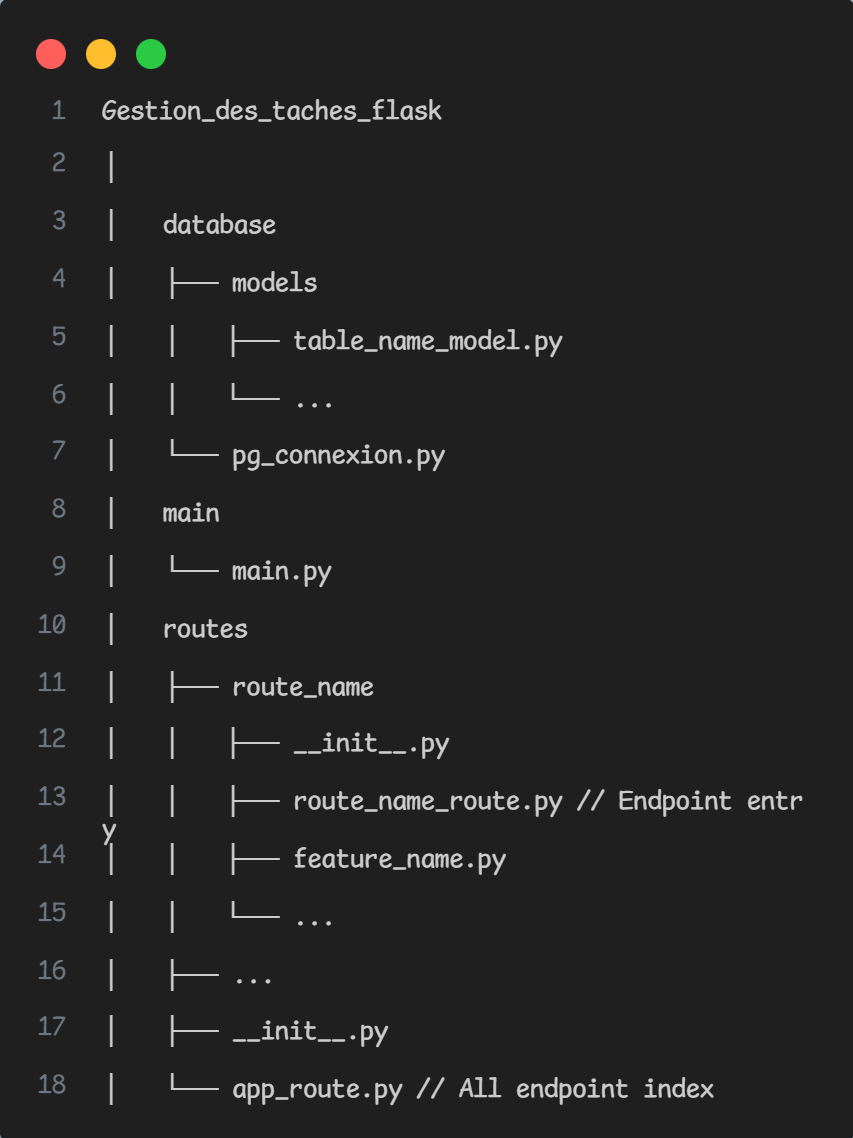 1 Gestion_des_taches_flask
2 │
3 │   database
4 │   ├── models
5 │   │   ├── table_name_model.py
6 │   │   └── ...
7 │   └── pg_connexion.py
8 │   main
9 │   └── main.py
10 │   routes
11 │   ├── route_name
12 │   │   ├── __init__.py
13 │   │   ├── route_name_route.py // Endpoint entr
y
14 │   │   ├── feature_name.py
15 │   │   └── ...
16 │   ├── ...
17 │   ├── __init__.py
18 │   └── app_route.py // All endpoint index